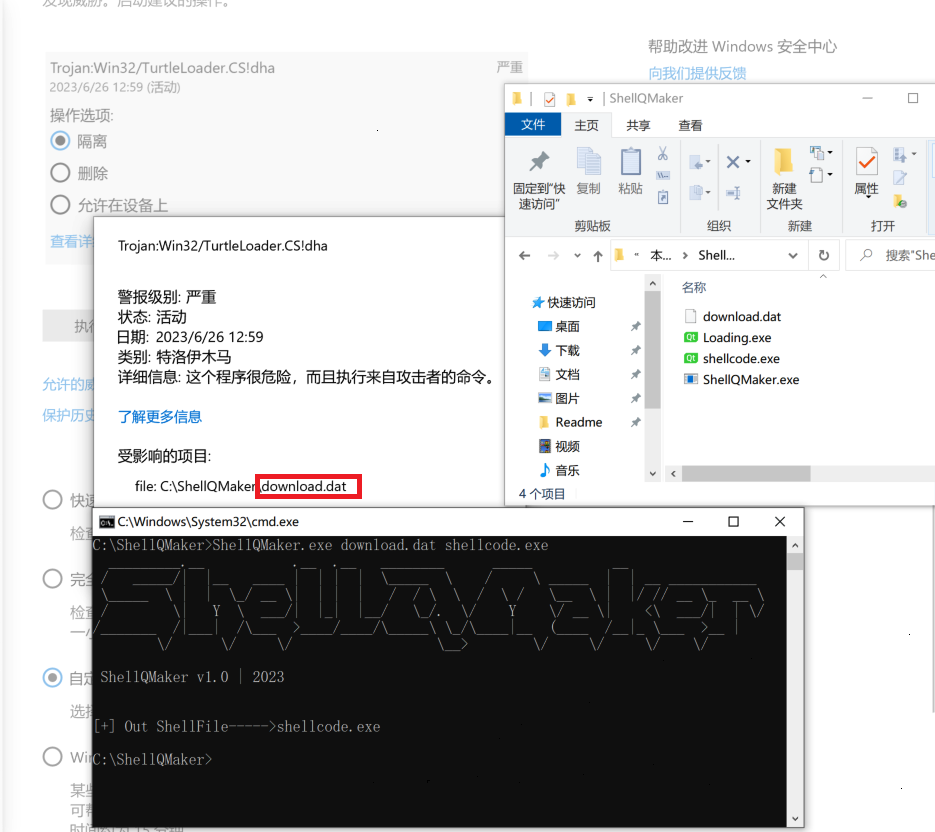 发现威胁。启动建议的操作。
Trojan:Win32/TurtleLoader.CS!dha
严重
2023/6/26 12:59 (活动)
操作选项:
隔离
删除
允许在设备上
查看详
执行
允许的威
保护历史
快速
检查
完全
检查
一小
自定
选择
Win
某些
可帮
帮助改进 Windows 安全中心
向我们提供反馈
Trojan:Win32/TurtleLoader.CS!dha
警报级别: 严重
状态: 活动
日期: 2023/6/26 12:59
类别: 特洛伊木马
详细信息: 这个程序很危险，而且执行来自攻击者的命令。
了解更多信息
受影响的项目:
file: C:\ShellQMaker\download.dat
ShellQMaker
文件 主页 共享 查看
固定到"快速访问"
复制
粘贴
剪贴板
组织
新建
文件夹
新建
属性
打开
本... Shell...
搜索"She
快速访问
桌面
下载
文档
图片
Readme
视频
音乐
名称
download.dat
Loading.exe
shellcode.exe
ShellQMaker.exe
4 个项目
C:\Windows\System32\cmd.exe
C:\ShellQMaker>ShellQMaker.exe download.dat shellcode.exe
ShellQMaker
ShellQMaker v1.0 | 2023
[+] Out ShellFile----->shellcode.exe
C:\ShellQMaker>